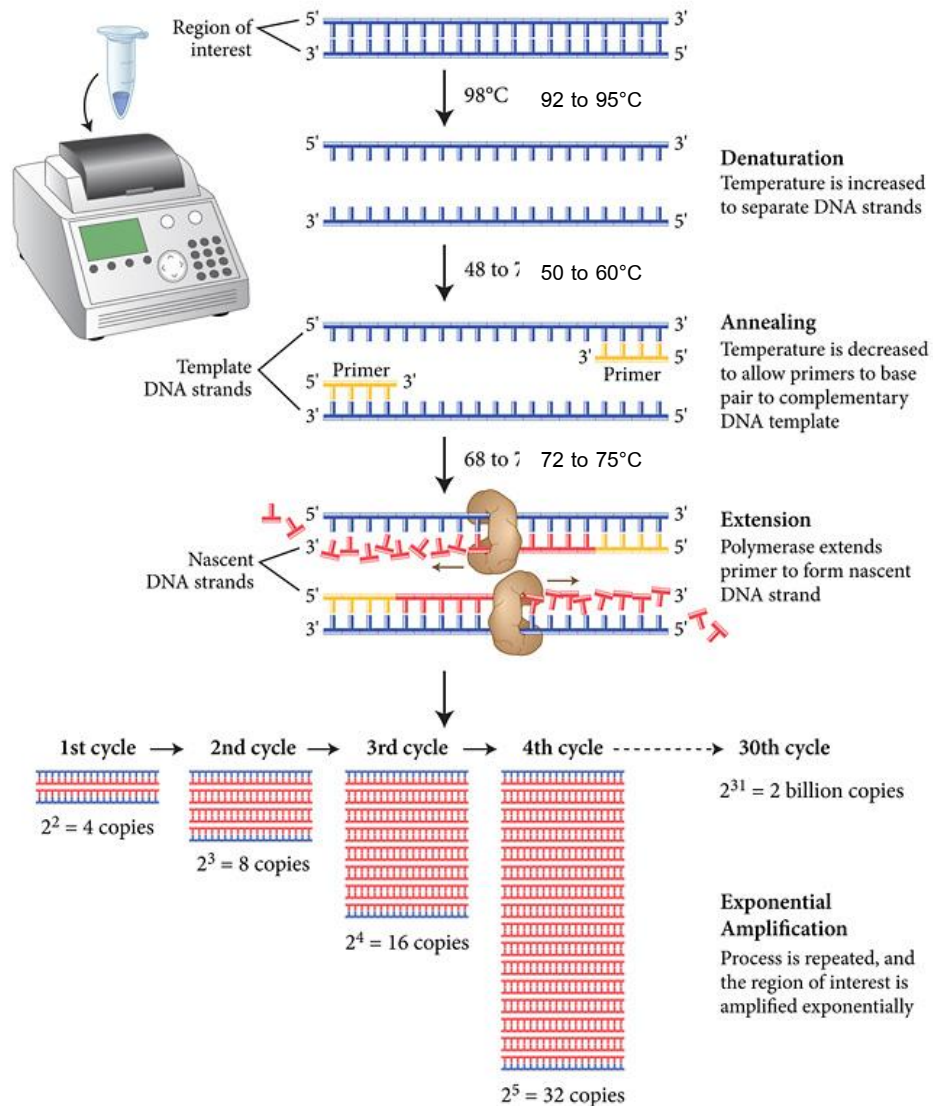 Region of
interest
5' 3'
3' 5'
98°C 92 to 95°C
5' 3'
3' 5'
Denaturation
Temperature is increased
to separate DNA strands
48 to 50 to 60°C
5' 3'
3' 5'
Primer
Template
DNA strands
Primer
5' 3'
3' 5'
Annealing
Temperature is decreased
to allow primers to base
pair to complementary
DNA template
68 to 72 to 75°C
5' 3'
3' 5'
Nascent
DNA strands
5' 3'
3' 5'
Extension
Polymerase extends
primer to form nascent
DNA strand
1st cycle 2nd cycle 3rd cycle 4th cycle 30th cycle
2² = 4 copies
2³ = 8 copies
2⁴ = 16 copies
2⁵ = 32 copies
2³¹ = 2 billion copies
Exponential
Amplification
Process is repeated, and
the region of interest is
amplified exponentially